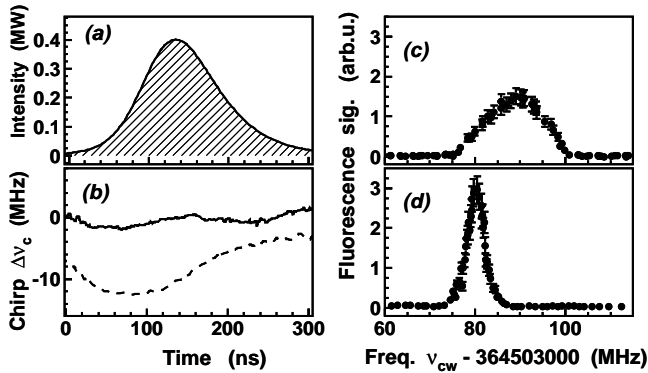 (a)
Intensity (MW)
0.4
0.3
0.2
0.1
0
(b)
Chirp Δν_c (MHz)
0
-10
0 100 200 300
Time (ns)
Fluorescence sig. (arb.u.)
(c)
3
2
1
0
(d)
3
2
1
0
60 80 100
Freq. ν_cw - 364503000 (MHz)